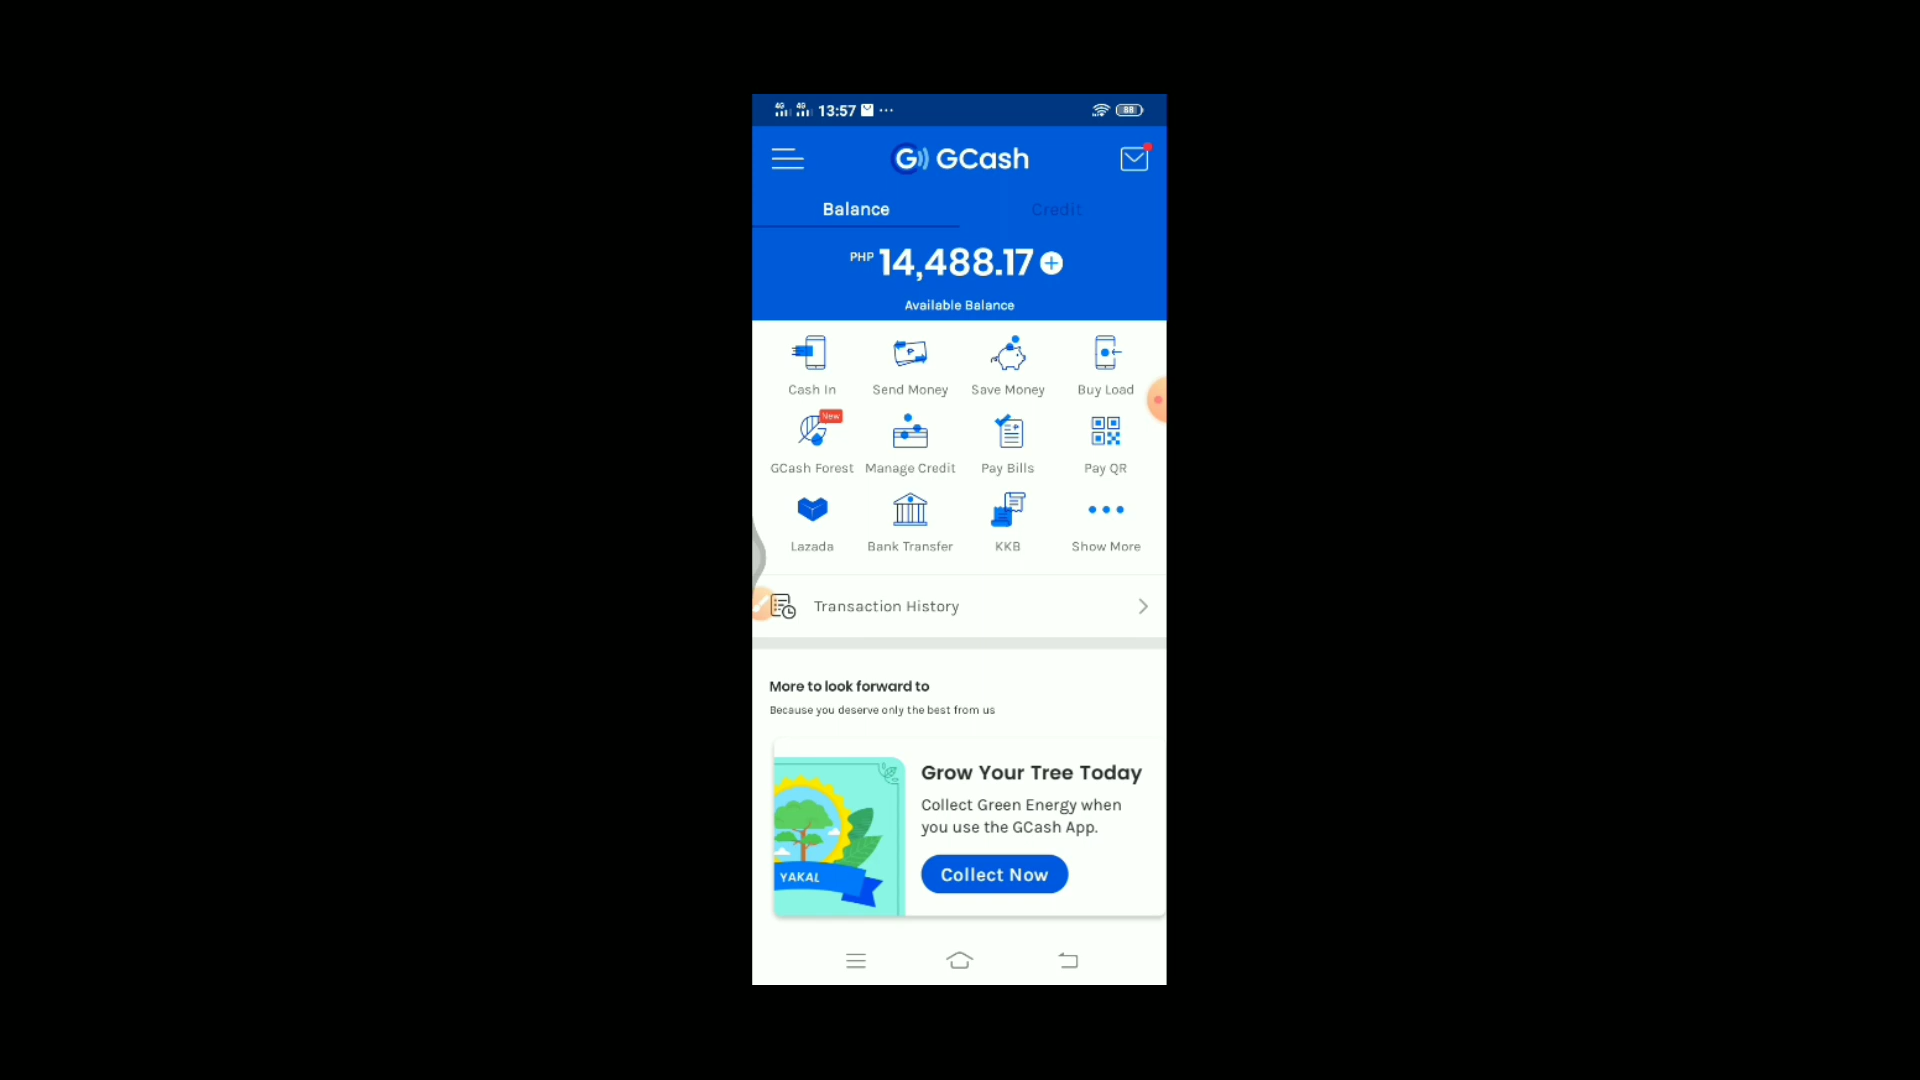 4G 4G 13:57 ··· 88
G GCash
Balance Credit
PHP 14,488.17
Available Balance
Cash In Send Money Save Money Buy Load
New
GCash Forest Manage Credit Pay Bills Pay QR
Lazada Bank Transfer KKB Show More
Transaction History
More to look forward to
Because you deserve only the best from us
Grow Your Tree Today
Collect Green Energy when
you use the GCash App.
YAKAL
Collect Now